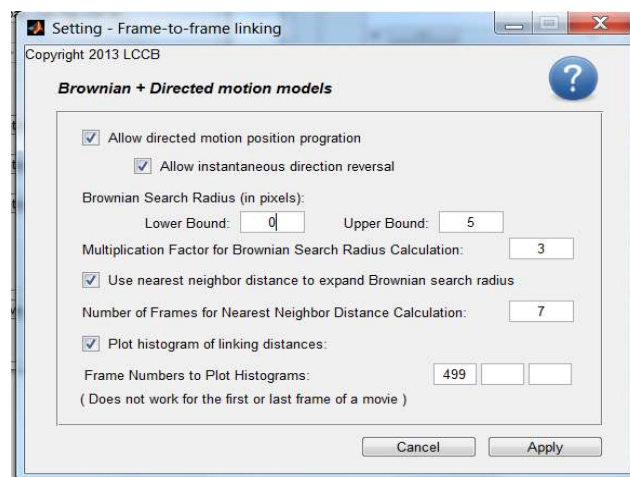 Setting - Frame-to-frame linking
Copyright 2013 LCCB
Brownian + Directed motion models
?
Allow directed motion position progration
Allow instantaneous direction reversal
Brownian Search Radius (in pixels):
Lower Bound: 0 Upper Bound: 5
Multiplication Factor for Brownian Search Radius Calculation: 3
Use nearest neighbor distance to expand Brownian search radius
Number of Frames for Nearest Neighbor Distance Calculation: 7
Plot histogram of linking distances:
Frame Numbers to Plot Histograms: 499
( Does not work for the first or last frame of a movie )
Cancel Apply